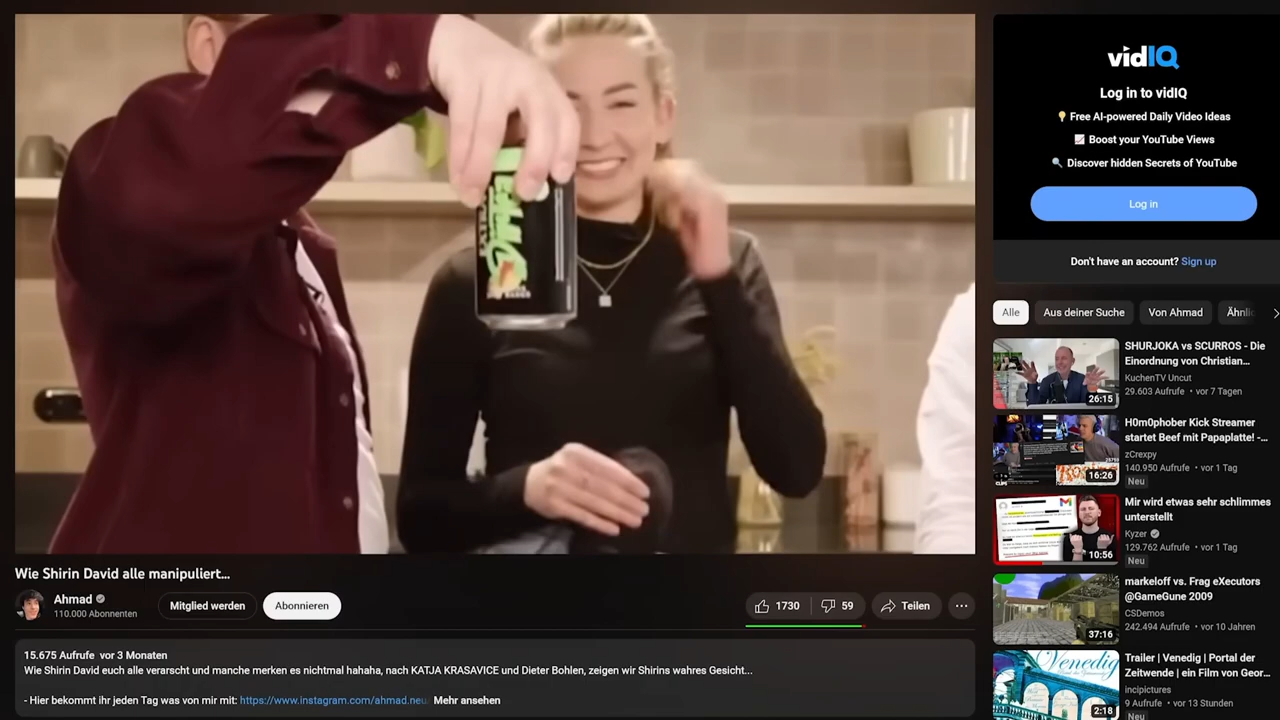 Wie Shirin David alle manipuliert...
Ahmad
110.000 Abonnenten
Mitglied werden
Abonnieren
1730
59
Teilen
15.675 Aufrufe vor 3 Monaten
Wie Shirin David euch alle verarscht und manche merken es nichtmal hahaha, nach KATJA KRASAVICE und Dieter Bohlen, zeigen wir Shirins wahres Gesicht...
- Hier bekommt ihr jeden Tag was von mir mit: https://www.instagram.com/ahmad.neu
Mehr ansehen
vidIQ
Log in to vidIQ
Free AI-powered Daily Video Ideas
Boost your YouTube Views
Discover hidden Secrets of YouTube
Log in
Don't have an account? Sign up
Alle
Aus deiner Suche
Von Ahmad
Ähnlic
SHURJOKA vs SCURROS - Die
Einordnung von Christian...
KuchenTV Uncut
29.603 Aufrufe • vor 7 Tagen
26:15
H0m0phober Kick Streamer
startet Beef mit Papaplatte! -...
zCrexpy
140.950 Aufrufe • vor 1 Tag
Neu
16:26
Mir wird etwas sehr schlimmes
unterstellt
Kyzer
129.762 Aufrufe • vor 1 Tag
Neu
10:56
markeloff vs. Frag eXecutors
@GameGune 2009
CSDemos
242.494 Aufrufe • vor 10 Jahren
37:16
Trailer | Venedig | Portal der
Zeitwende | ein Film von Geor...
incipictures
9 Aufrufe • vor 13 Stunden
Neu
Venedig
2:18